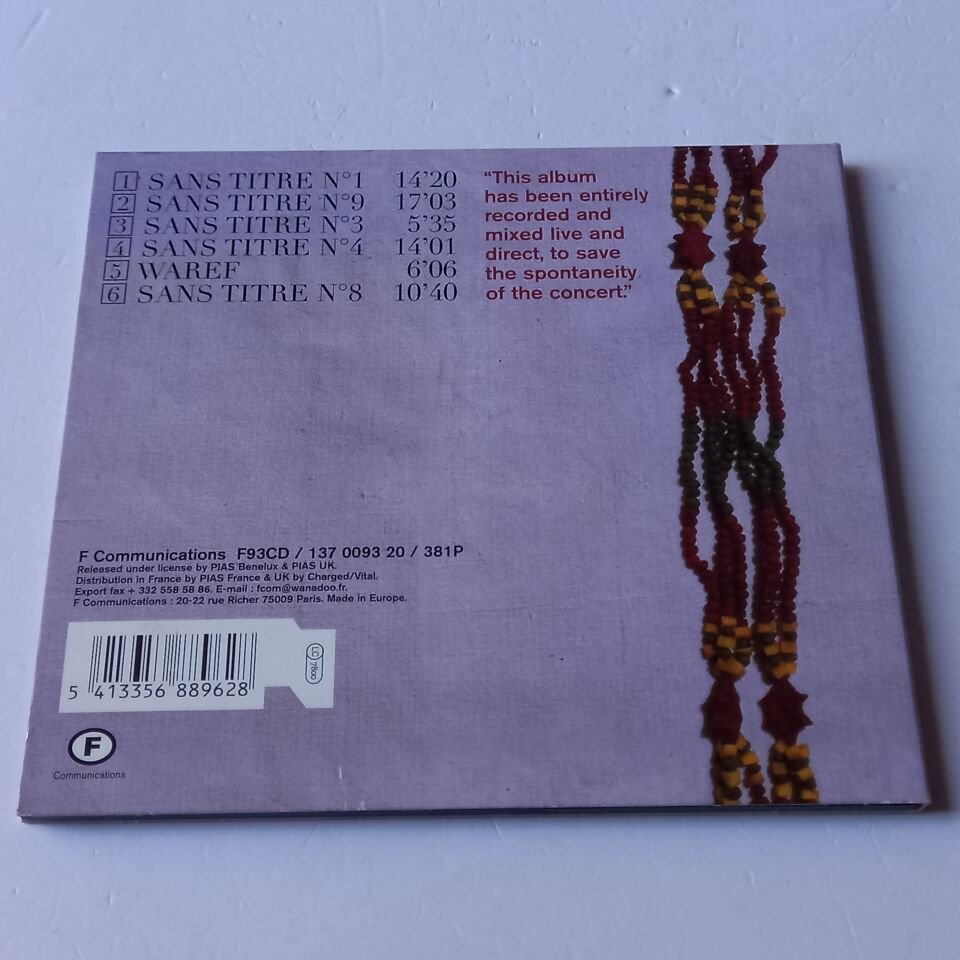 1 SANS TITRE N°1 14'20
2 SANS TITRE N°9 17'03
3 SANS TITRE N°3 5'35
4 SANS TITRE N°4 14'01
5 WAREF 6'06
6 SANS TITRE N°8 10'40
"This album
has been entirely
recorded and
mixed live and
direct, to save
the spontaneity
of the concert."
F Communications F93CD / 137 0093 20 / 381P
Released under license by PIAS Benelux & PIAS UK.
Distribution in France by PIAS France & UK by Charged/Vital.
Export fax + 332 558 58 86. E-mail : fcom@wanadoo.fr.
F Communications : 20-22 rue Richer 75009 Paris. Made in Europe.
LC 7800
5 413356 889628
F
Communications